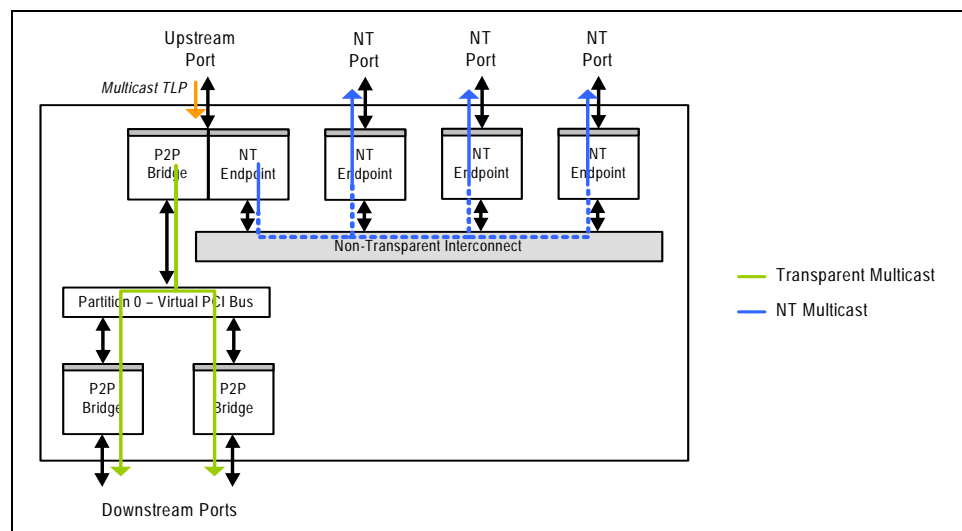 Upstream
Port
NT
Port
NT
Port
NT
Port
Multicast TLP
P2P
Bridge
NT
Endpoint
NT
Endpoint
NT
Endpoint
NT
Endpoint
Non-Transparent Interconnect
Transparent Multicast
NT Multicast
Partition 0 – Virtual PCI Bus
P2P
Bridge
P2P
Bridge
Downstream Ports